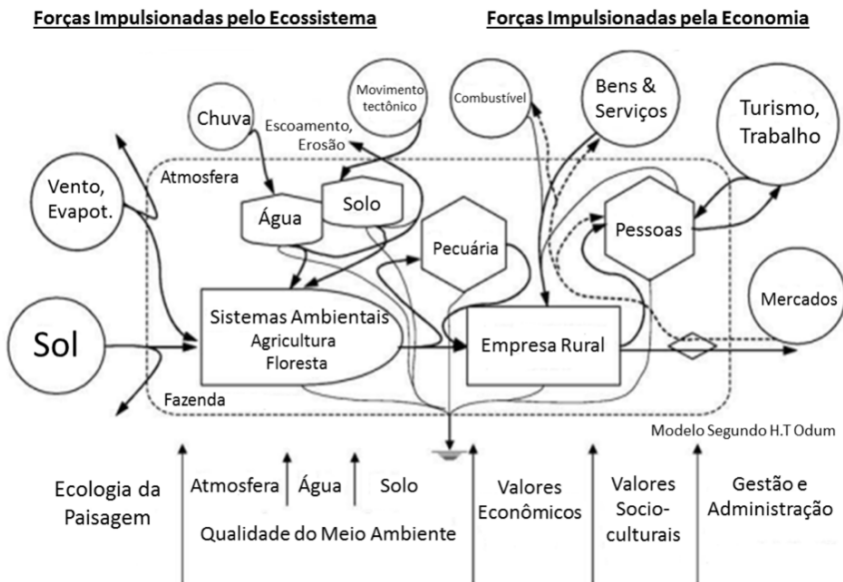 Forças Impulsionadas pelo Ecossistema
Forças Impulsionadas pela Economia
Chuva
Movimento
tectônico
Combustível
Bens &
Serviços
Turismo,
Trabalho
Escoamento,
Erosão
Vento,
Evapot.
Atmosfera
Água
Solo
Pecuária
Pessoas
Mercados
Sol
Sistemas Ambientais
Agricultura
Floresta
Empresa Rural
Fazenda
Modelo Segundo H.T Odum
Ecologia da
Paisagem
Atmosfera
Água
Solo
Qualidade do Meio Ambiente
Valores
Econômicos
Valores
Socio-
culturais
Gestão e
Administração